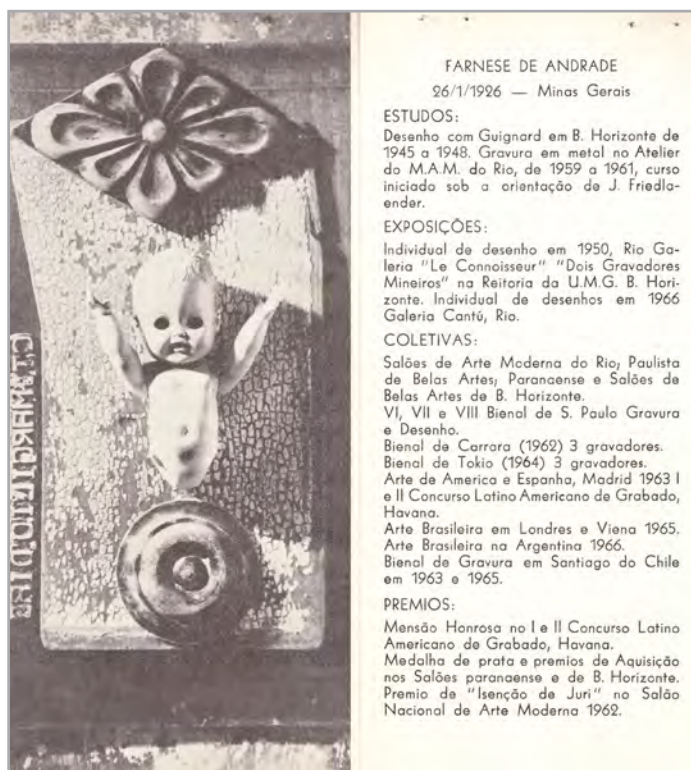 FARNESE DE ANDRADE
26/1/1926 — Minas Gerais
ESTUDOS:
Desenho com Guignard em B. Horizonte de
1945 a 1948. Gravura em metal no Atelier
do M.A.M. do Rio, de 1959 a 1961, curso
iniciado sob a orientação de J. Friedla-
ender.
EXPOSIÇÕES:
Individual de desenho em 1950, Rio Ga-
leria "Le Connoisseur" "Dois Gravadores
Mineiros" na Reitoria da U.M.G. B. Hori-
zonte. Individual de desenhos em 1966
Galeria Cantú, Rio.
COLETIVAS:
Salões de Arte Moderna do Rio; Paulista
de Belas Artes; Paranaense e Salões de
Belas Artes de B. Horizonte.
VI, VII e VIII Bienal de S. Paulo Gravura
e Desenho.
Bienal de Carrara (1962) 3 gravadores.
Bienal de Tokio (1964) 3 gravadores.
Arte de America e Espanha, Madrid 1963 I
e II Concurso Latino Americano de Grabado,
Havana.
Arte Brasileira em Londres e Viena 1965.
Arte Brasileira na Argentina 1966.
Bienal de Gravura em Santiago do Chile
em 1963 e 1965.
PREMIOS:
Mensão Honrosa no I e II Concurso Latino
Americano de Grabado, Havana.
Medalha de prata e premios de Aquisição
nos Salões paranaense e de B. Horizonte.
Premio de "Isenção de Juri" no Salão
Nacional de Arte Moderna 1962.